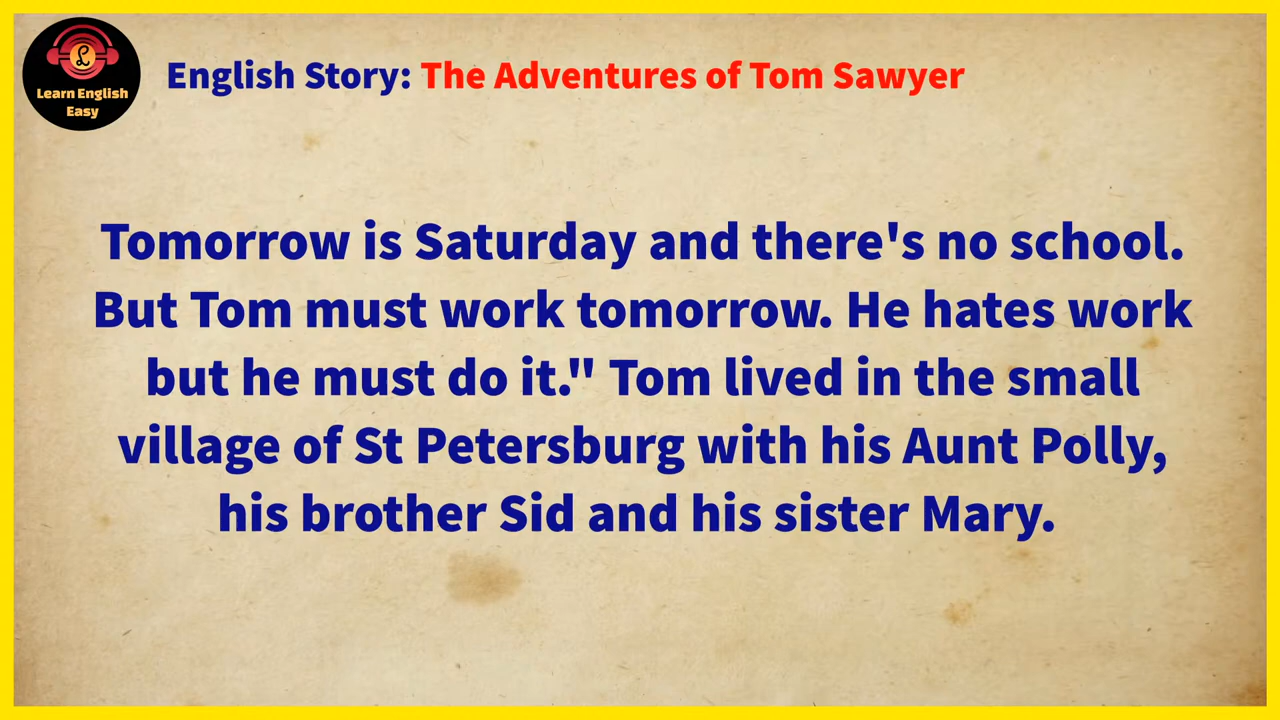 Learn English
Easy
English Story: The Adventures of Tom Sawyer
Tomorrow is Saturday and there's no school.
But Tom must work tomorrow. He hates work
but he must do it." Tom lived in the small
village of St Petersburg with his Aunt Polly,
his brother Sid and his sister Mary.